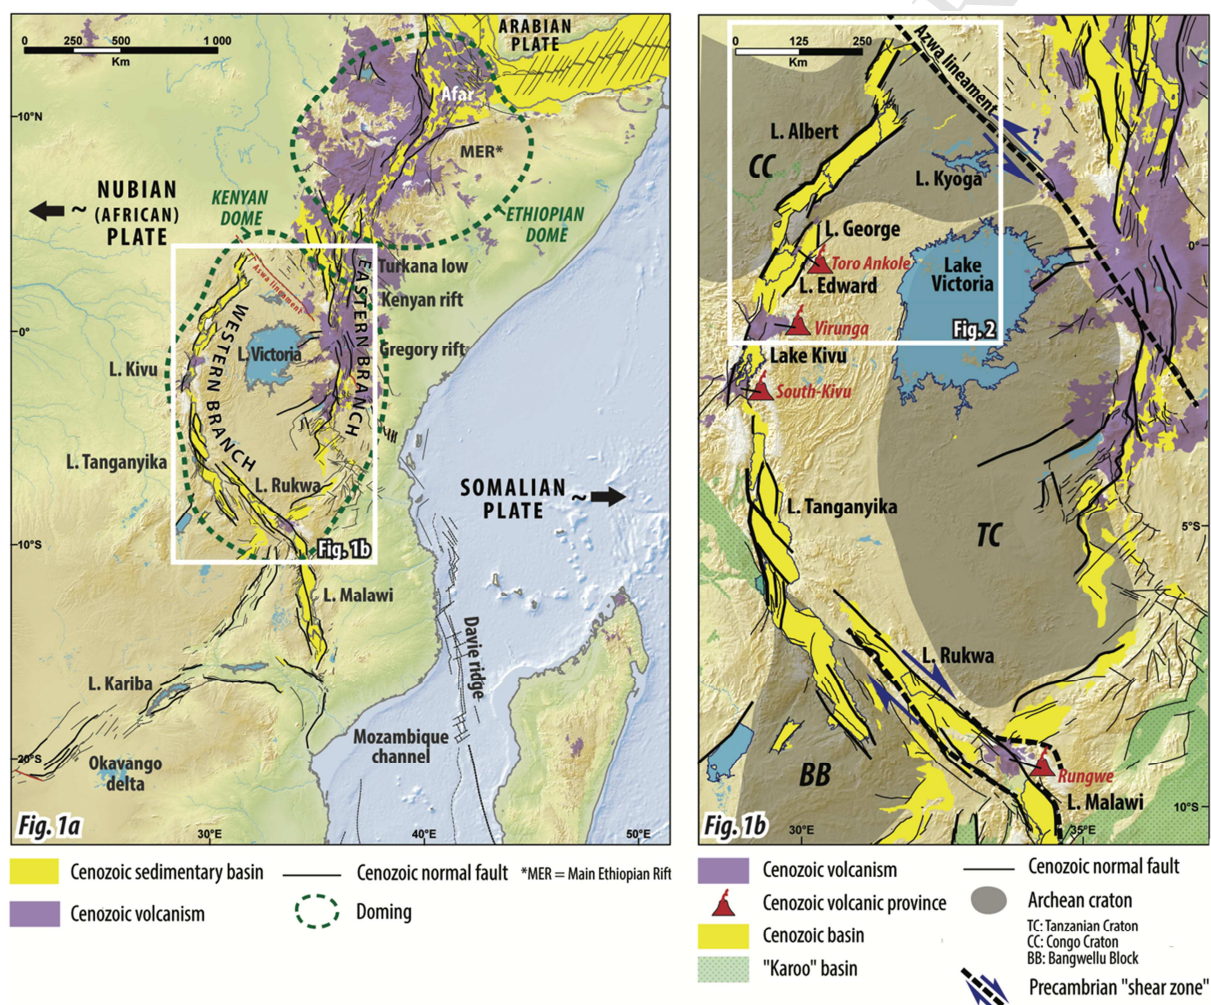 ARABIAN
PLATE
0 250 500 1 000
Km
Afar
10°N
MER*
NUBIAN
(AFRICAN)
PLATE
~
KENYAN
DOME
ETHIOPIAN
DOME
Turkana low
Aswa lineament
EASTERN BRANCH
Kenyan rift
WESTERN BRANCH
0°
L. Victoria
Gregory rift
L. Kivu
L. Tanganyika
L. Rukwa
SOMALIAN
PLATE
~
10°S
Fig. 1b
L. Malawi
Davie ridge
L. Kariba
Mozambique
channel
20°S
Okavango
delta
Fig. 1a
30°E
40°E
50°E
Cenozoic sedimentary basin
Cenozoic normal fault
*MER = Main Ethiopian Rift
Cenozoic volcanism
Doming
0 125 250
Km
Azwa lineament
L. Albert
?
CC
L. Kyoga
L. George
0°
Toro Ankole
Lake
Victoria
L. Edward
Virunga
Fig. 2
Lake Kivu
South-Kivu
L. Tanganyika
5°S
TC
L. Rukwa
BB
Rungwe
L. Malawi
10°S
Fig. 1b
30°E
35°E
Cenozoic volcanism
Cenozoic normal fault
Cenozoic volcanic province
Archean craton
TC: Tanzanian Craton
CC: Congo Craton
BB: Bangwellu Block
Cenozoic basin
"Karoo" basin
Precambrian "shear zone"